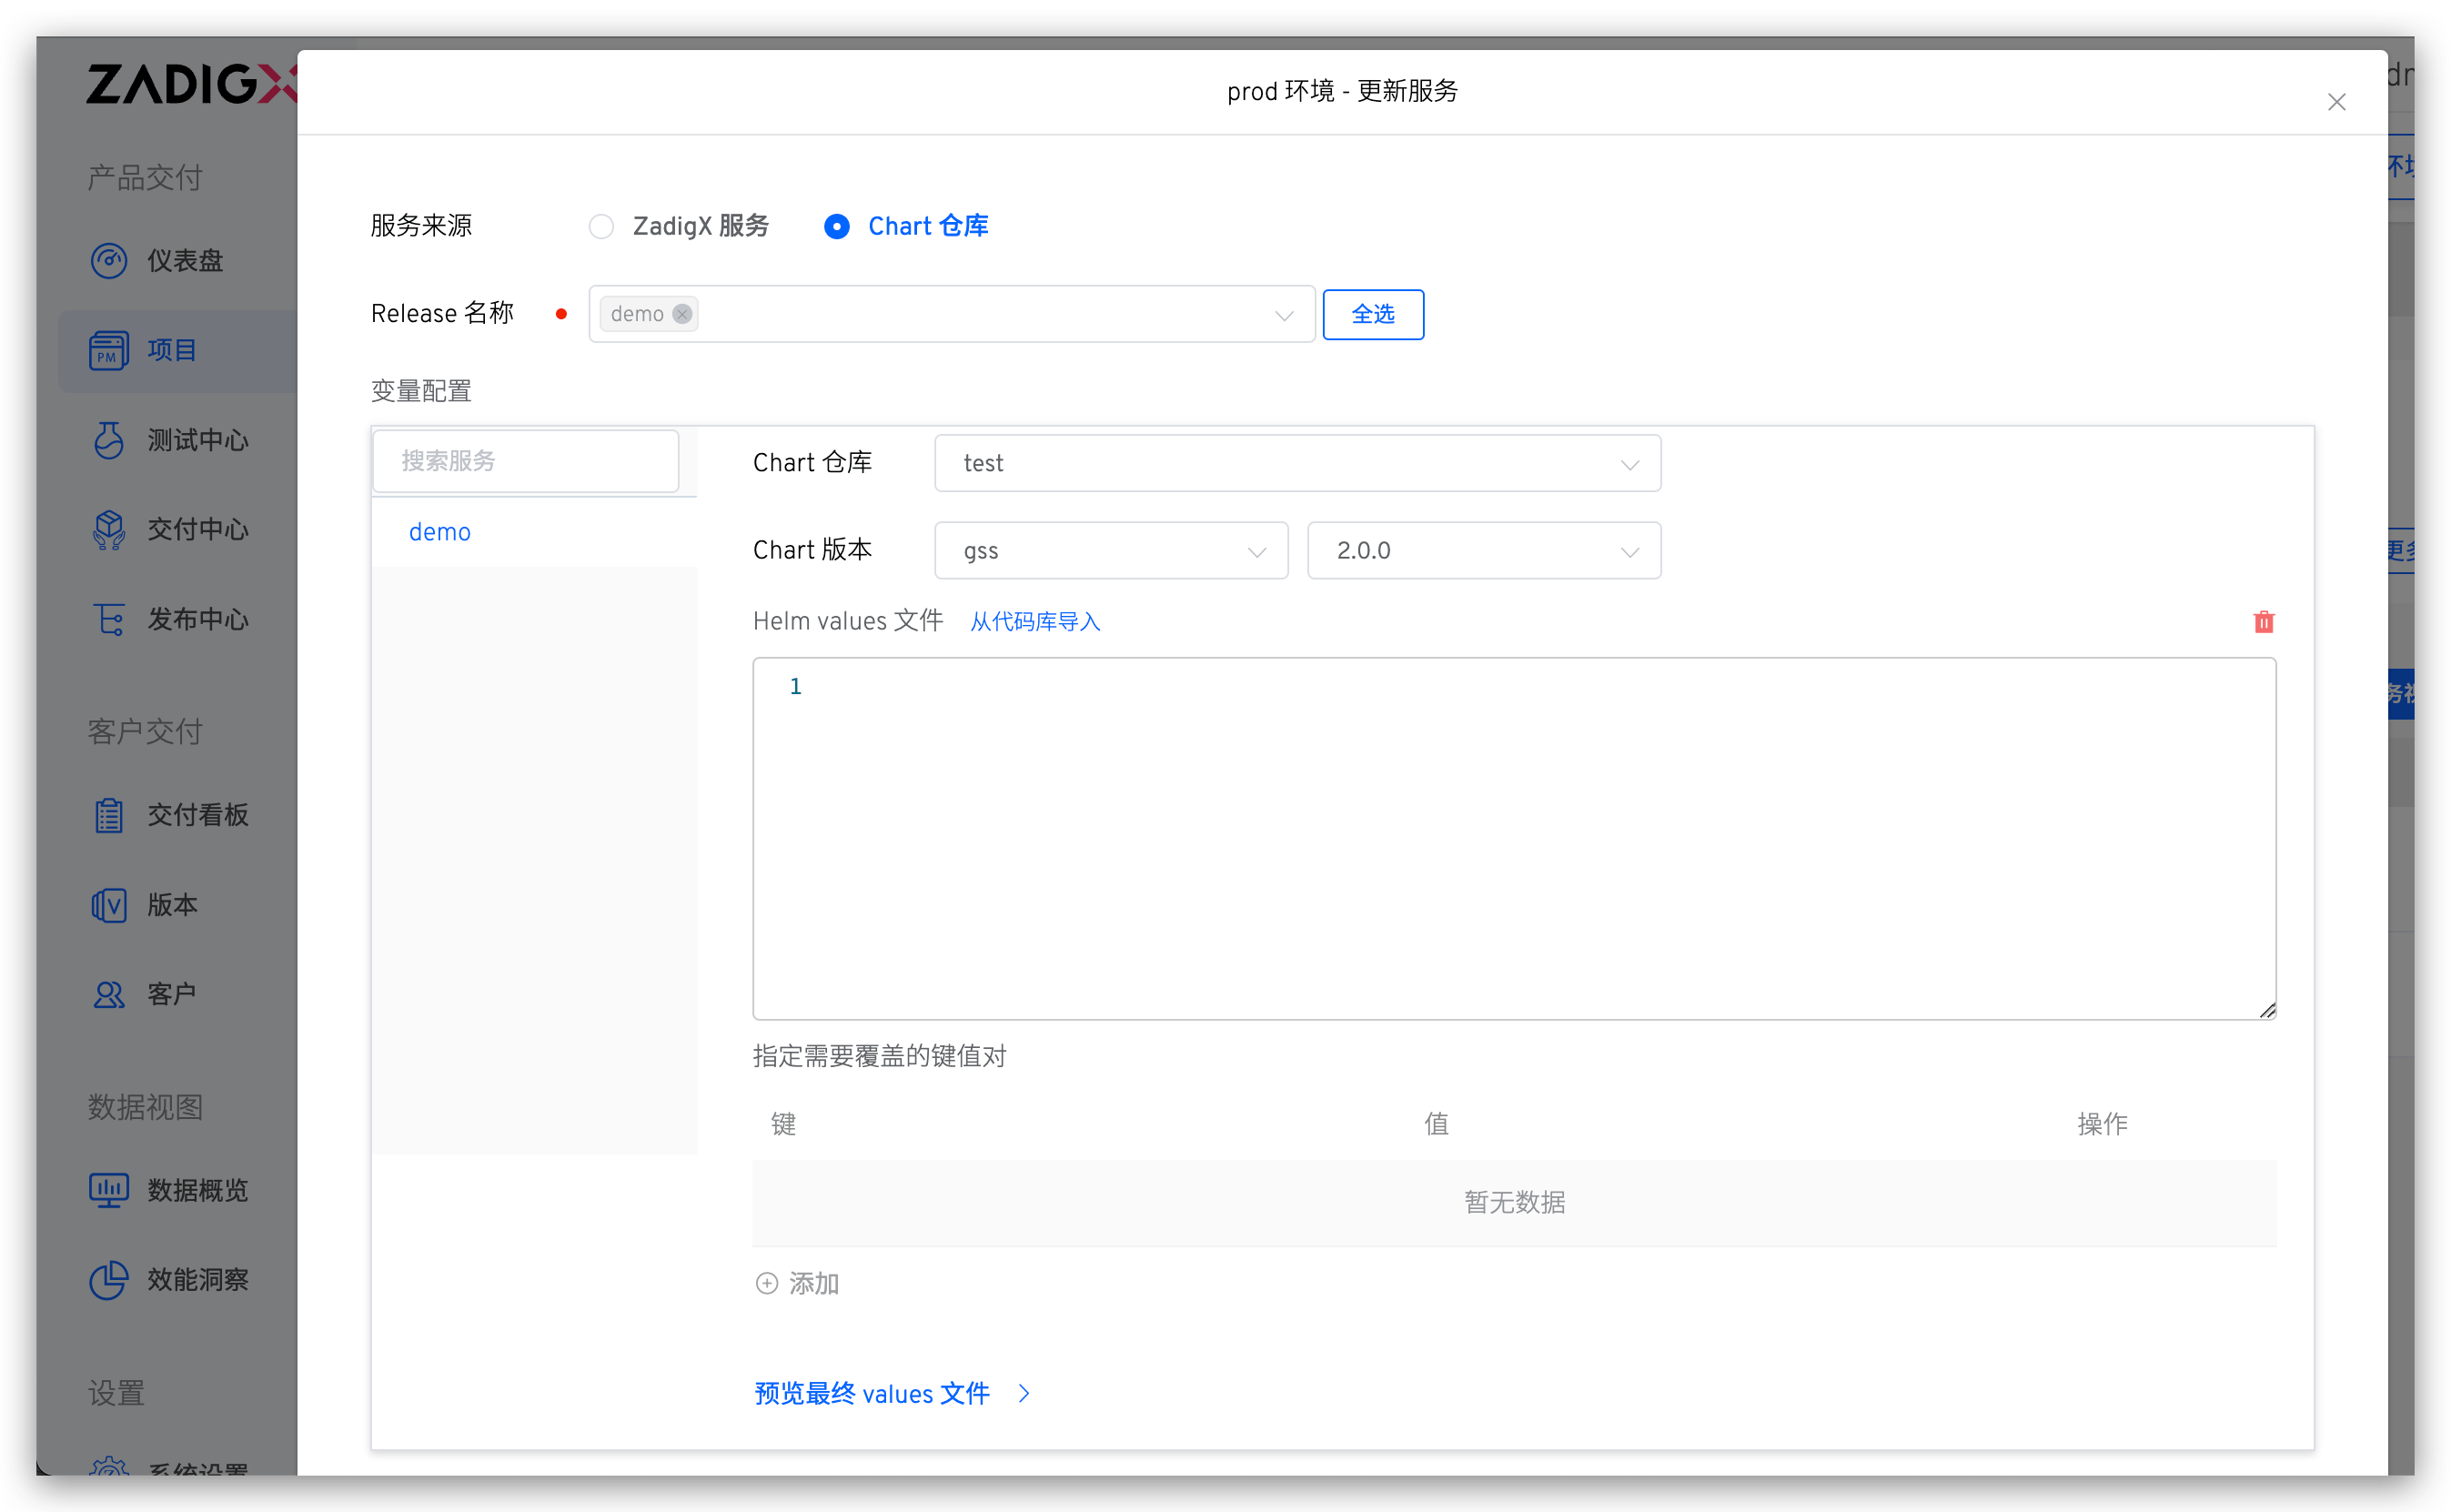 ZADIGX
产品交付
仪表盘
项目
PM
测试中心
交付中心
发布中心
客户交付
交付看板
版本
V
客户
数据视图
数据概览
效能洞察
设置
系统设置
prod 环境 - 更新服务
服务来源
ZadigX 服务
Chart 仓库
Release 名称
demo
全选
变量配置
搜索服务
demo
Chart 仓库
test
Chart 版本
gss
2.0.0
Helm values 文件
从代码库导入
1
指定需要覆盖的键值对
键 值 操作
暂无数据
添加
预览最终 values 文件